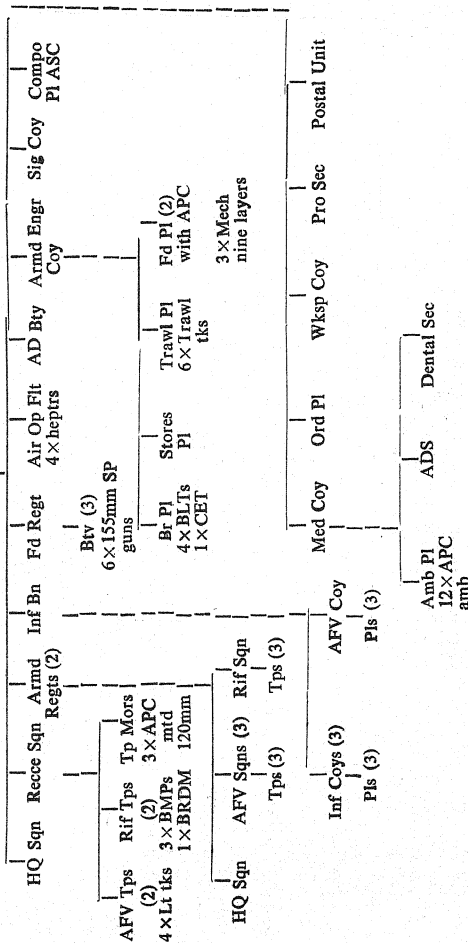 HQ Sqn
Recce Sqn
Armd
Regts (2)
Inf Bn
Fd Regt
Air Op Flt
4×heptrs
AD Bty
Armd Engr
Coy
Sig Coy
Compo
Pl ASC
AFV Tps
(2)
4×Lt tks
Rif Tps
(2)
3×BMPs
1×BRDM
Tp Mors
3×APC
mtd
120mm
Btv (3)
6×155mm SP
guns
Br Pl
4×BLTs
1×CET
Stores
Pl
Trawl Pl
6×Trawl
tks
Fd Pl (2)
with APC
3×Mech
nine layers
HQ Sqn
AFV Sqns (3)
Tps (3)
Rif Sqn
Tps (3)
Inf Coys (3)
Pls (3)
AFV Coy
Pls (3)
Med Coy
Ord Pl
Wksp Coy
Pro Sec
Postal Unit
Amb Pl
12×APC
amb
ADS
Dental Sec